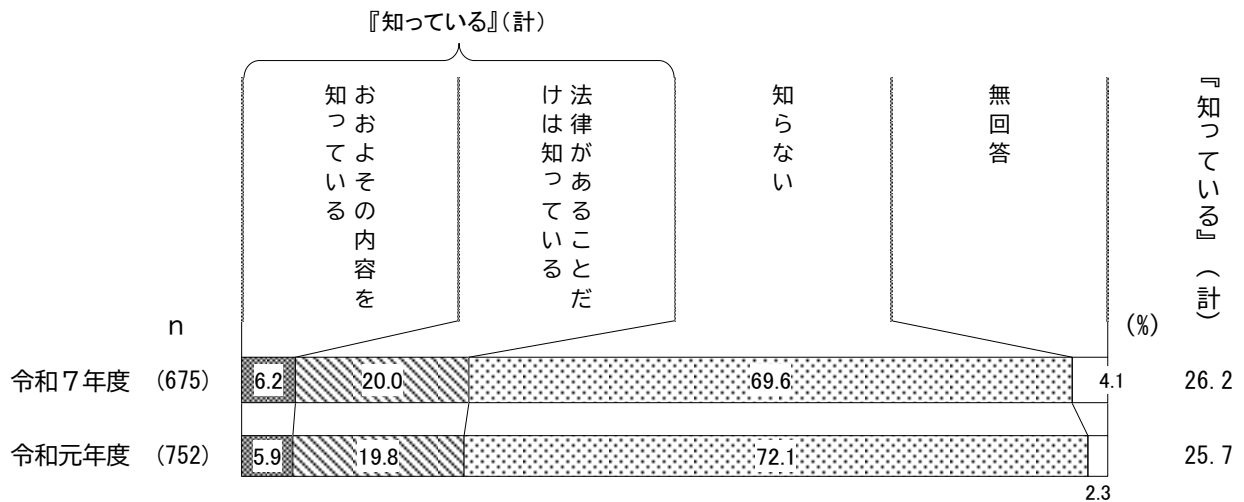 『知っている』(計)
おおよその内容を
知っている
法律があることだ
けは知っている
知らない
無回答
『知っている』(計)
n
(%)
令和7年度 (675) 6.2 20.0 69.6 4.1 26.2
令和元年度 (752) 5.9 19.8 72.1 2.3 25.7